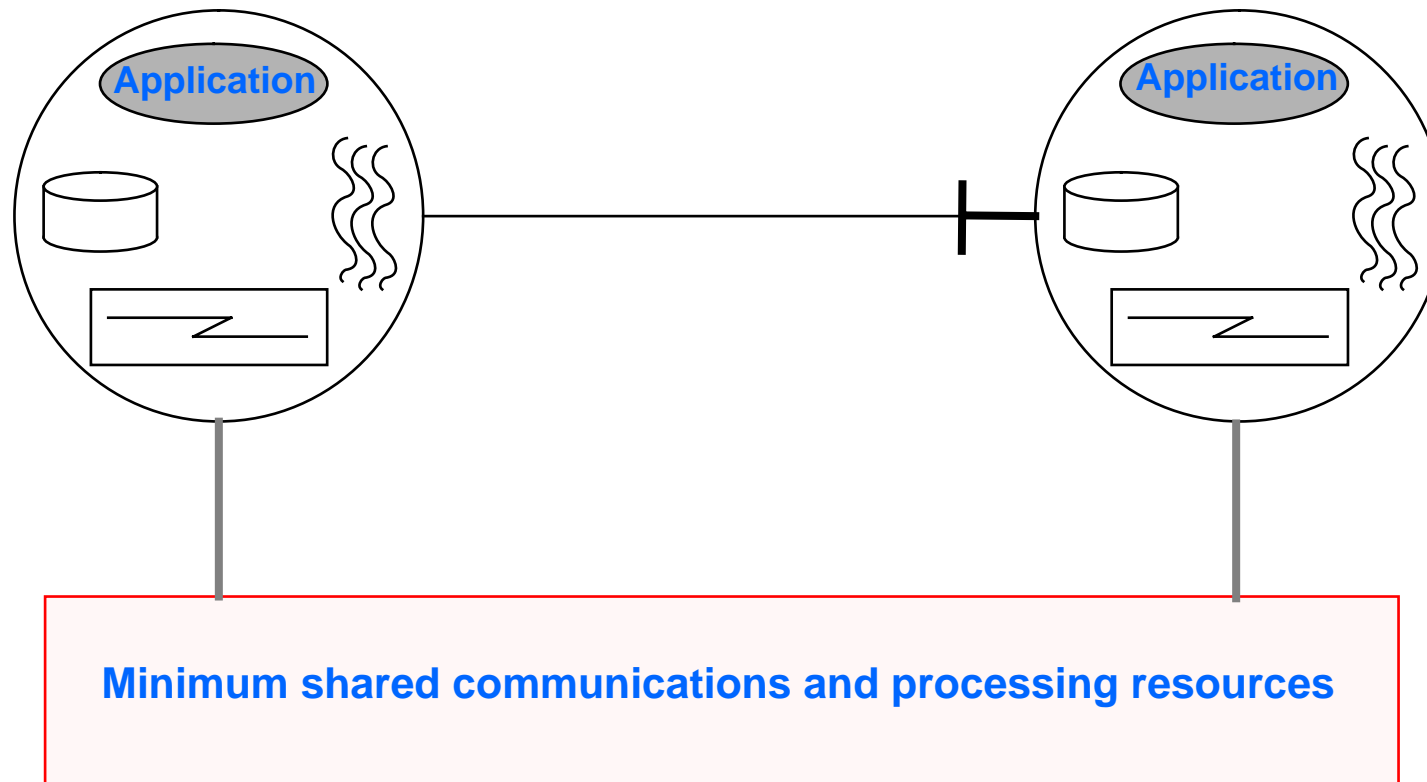 Application
Application
Minimum shared communications and processing resources